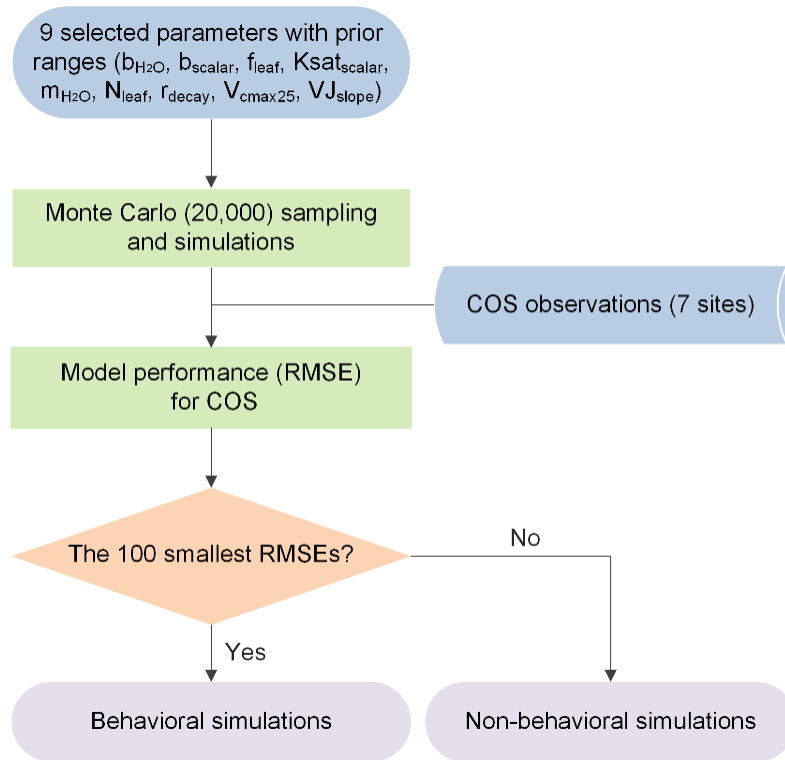 9 selected parameters with prior
ranges (bH₂O, bscalar, fleaf, Ksatscalar,
mH₂O, Nleaf, rdecay, Vcmax25, VJslope)
Monte Carlo (20,000) sampling
and simulations
COS observations (7 sites)
Model performance (RMSE)
for COS
The 100 smallest RMSEs?
No
Yes
Behavioral simulations
Non-behavioral simulations